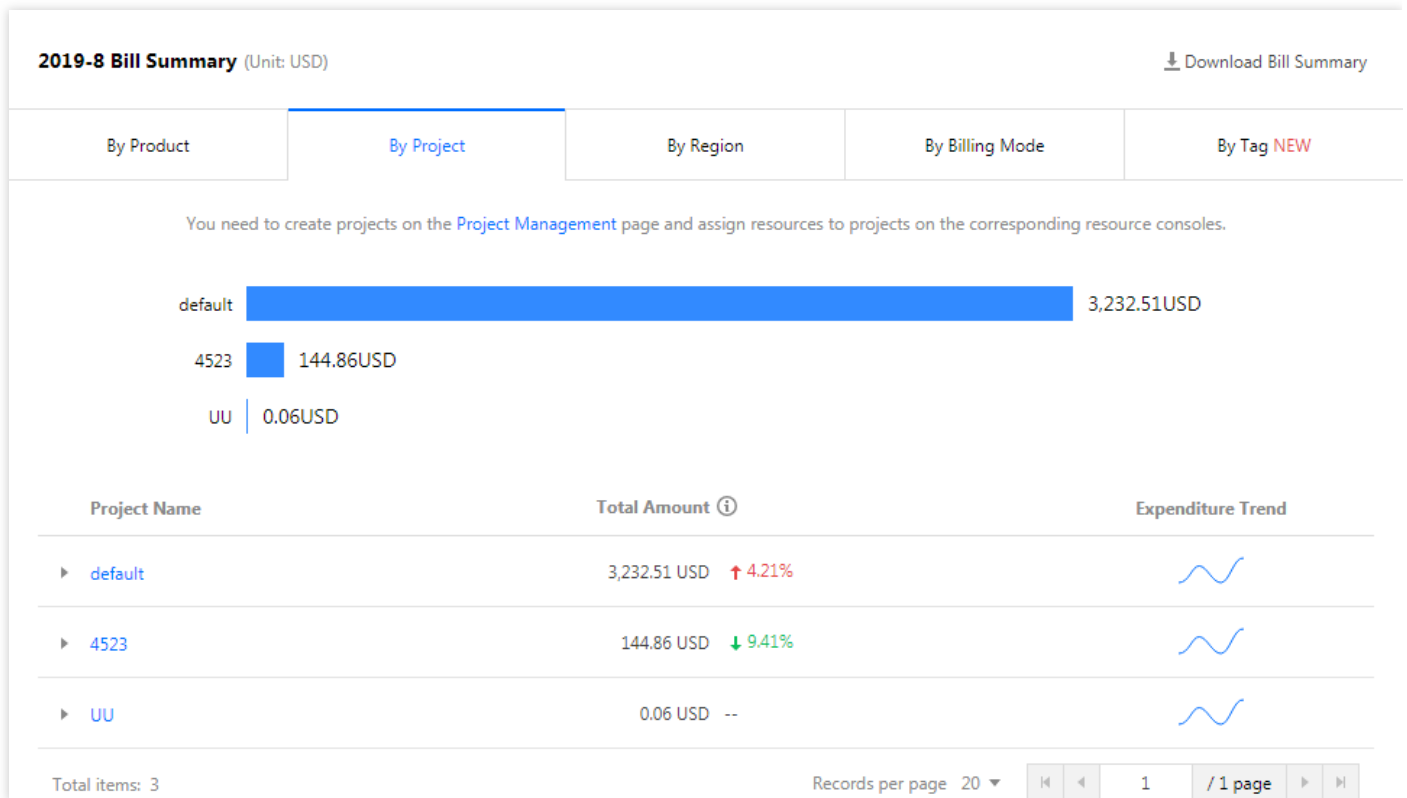 2019-8 Bill Summary (Unit: USD) Download Bill Summary
By Product By Project By Region By Billing Mode By Tag NEW
You need to create projects on the Project Management page and assign resources to projects on the corresponding resource consoles.
default 3,232.51USD
4523 144.86USD
UU 0.06USD
Project Name Total Amount Expenditure Trend
default 3,232.51 USD 4.21%
4523 144.86 USD 9.41%
UU 0.06 USD --
Total items: 3 Records per page 20 1 / 1 page